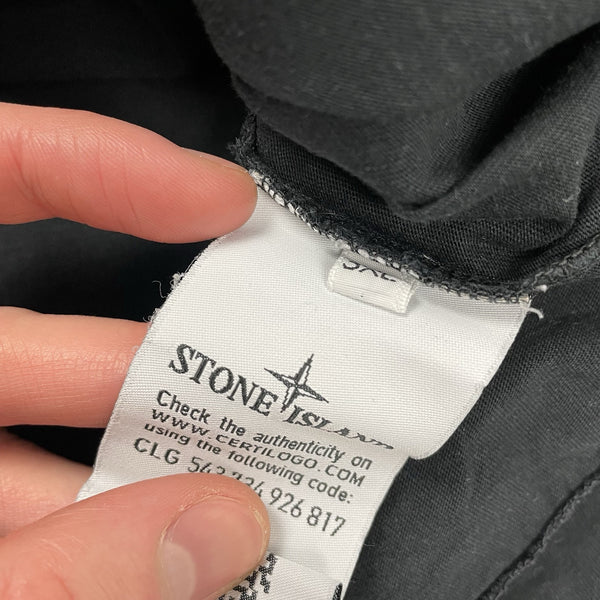 STONE ISLAND
Check the authenticity on
WWW.CERTILOGO.COM
using the following code:
CLG 926 817